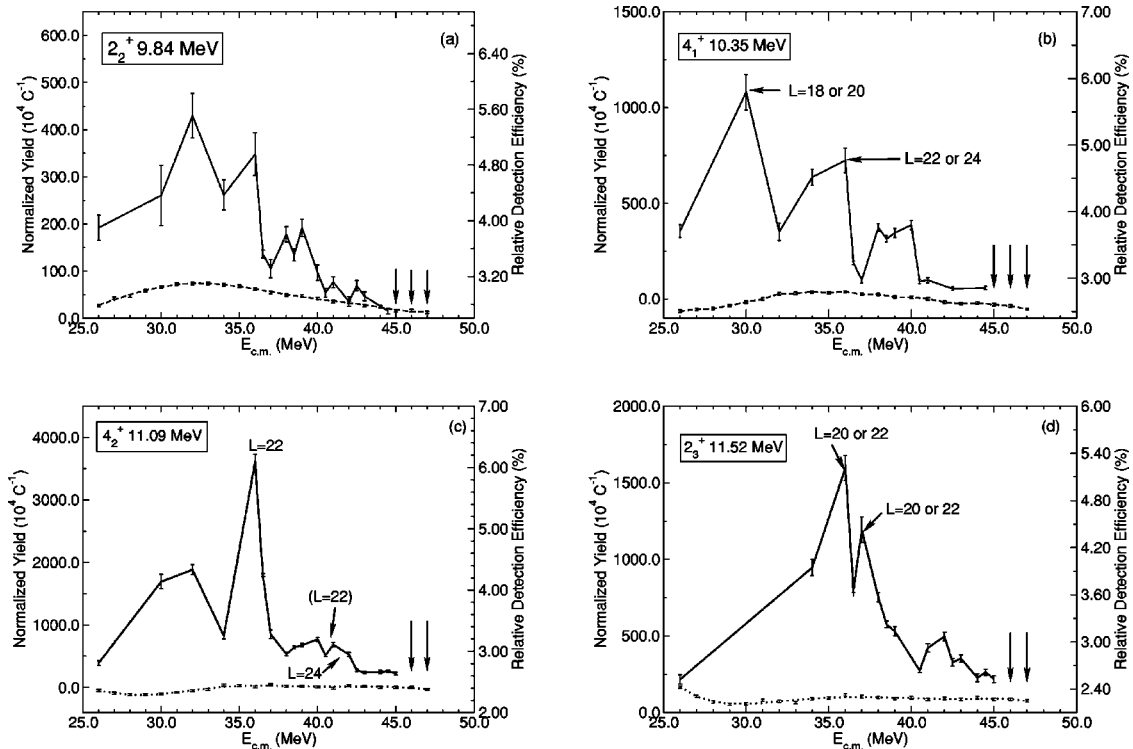 (a)
2₂⁺ 9.84 MeV
Normalized Yield (10⁴ C⁻¹)
600.0
500.0
400.0
300.0
200.0
100.0
0.0
6.40
5.60
4.80
4.00
3.20
Relative Detection Efficiency (%)
25.0 30.0 35.0 40.0 45.0 50.0
E_c.m. (MeV)
(b)
4₁⁺ 10.35 MeV
L=18 or 20
L=22 or 24
Normalized Yield (10⁴ C⁻¹)
1500.0
1000.0
500.0
0.0
7.00
6.00
5.00
4.00
3.00
Relative Detection Efficiency (%)
25.0 30.0 35.0 40.0 45.0 50.0
E_c.m. (MeV)
(c)
4₂⁺ 11.09 MeV
L=22
(L=22)
L=24
Normalized Yield (10⁴ C⁻¹)
4000.0
3000.0
2000.0
1000.0
0.0
7.00
6.00
5.00
4.00
3.00
2.00
Relative Detection Efficiency (%)
25.0 30.0 35.0 40.0 45.0 50.0
E_c.m. (MeV)
(d)
2₃⁺ 11.52 MeV
L=20 or 22
L=20 or 22
Normalized Yield (10⁴ C⁻¹)
2000.0
1500.0
1000.0
500.0
0.0
6.00
5.40
4.80
4.20
3.60
3.00
2.40
Relative Detection Efficiency (%)
25.0 30.0 35.0 40.0 45.0 50.0
E_c.m. (MeV)